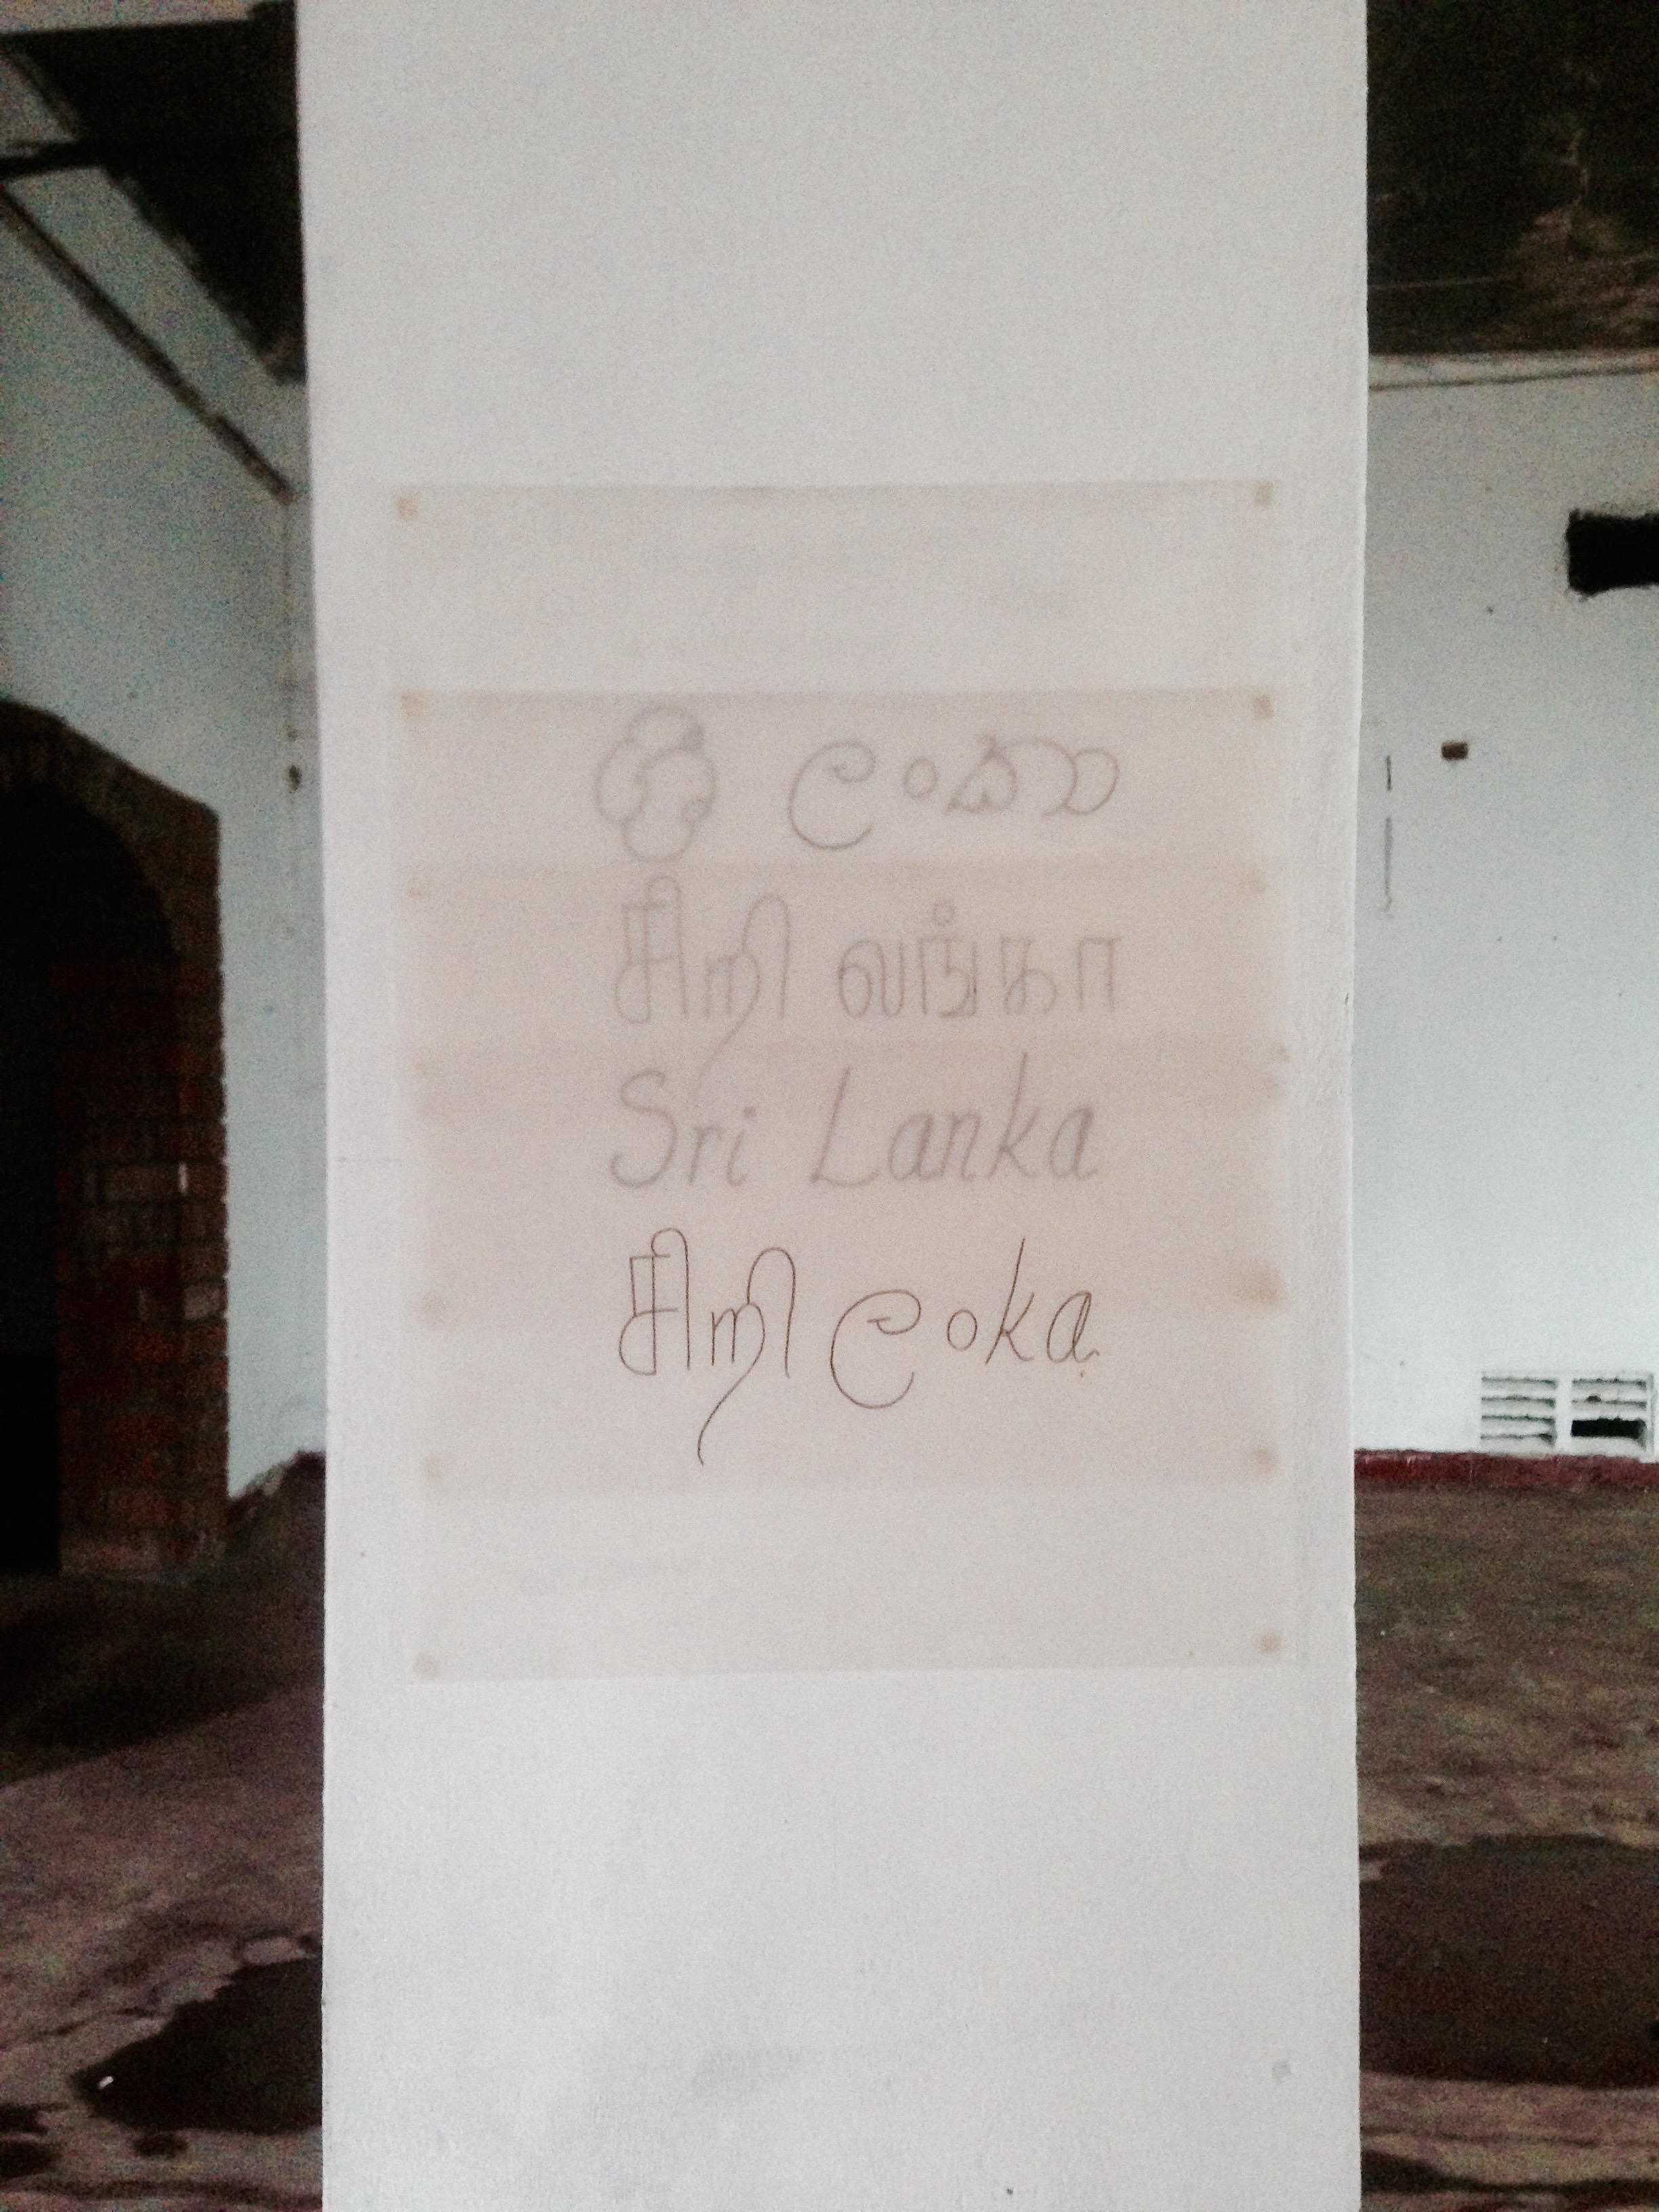 ශ්‍රී ලංකා
சிறி லங்கா
Sri Lanka
சிறி ලංka